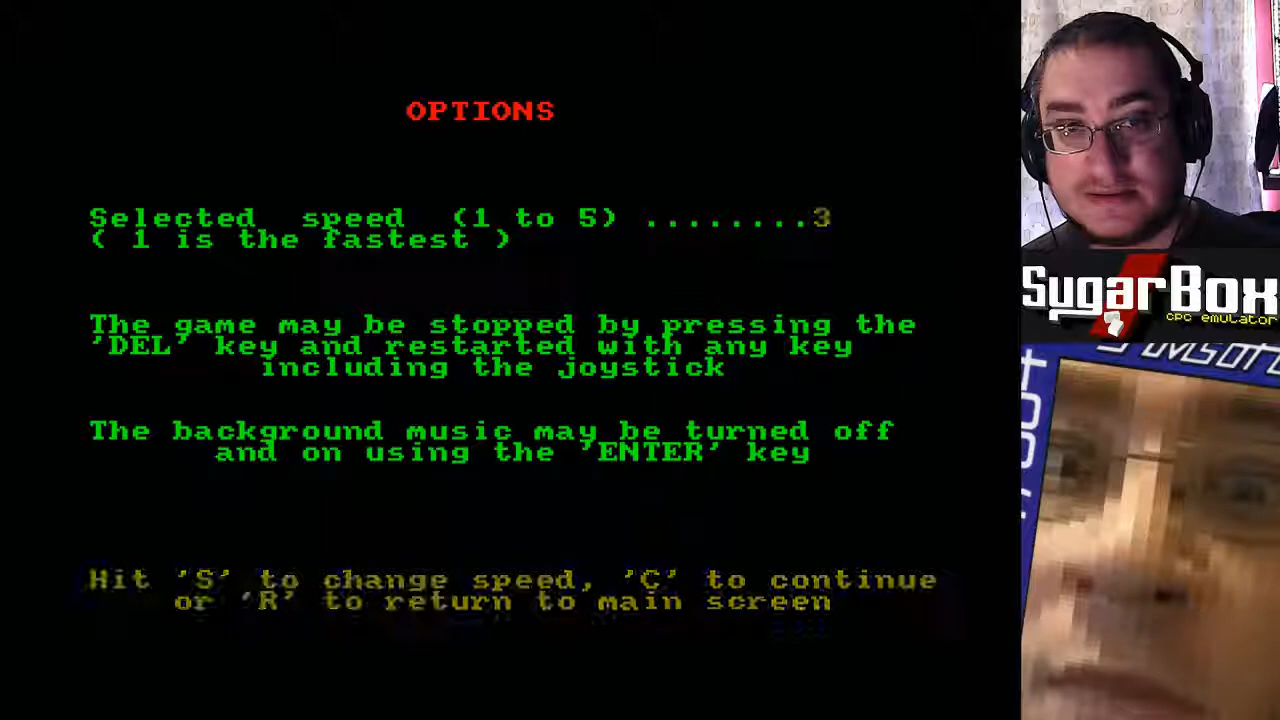 OPTIONS
Selected speed (1 to 5) ........3
( 1 is the fastest )
The game may be stopped by pressing the
'DEL' key and restarted with any key
including the joystick
The background music may be turned off
and on using the 'ENTER' key
Hit 'S' to change speed, 'C' to continue
or 'R' to return to main screen
SugarBox
cpc emulator